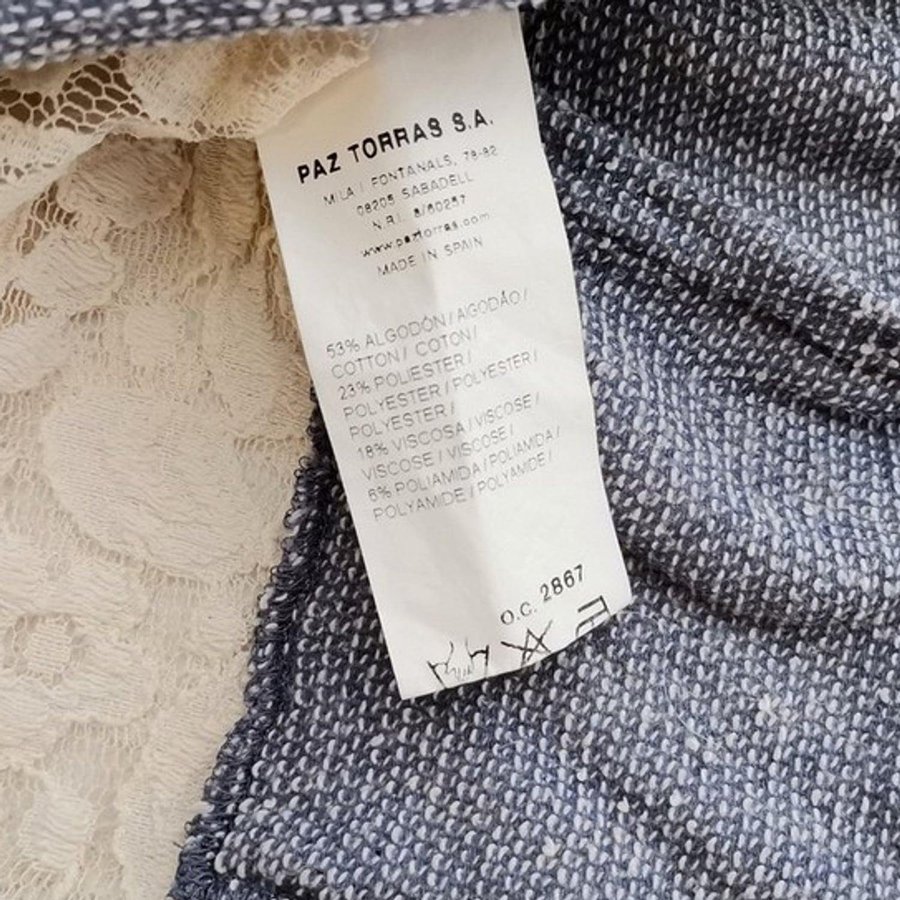 PAZ TORRAS S.A.
MILA I FONTANALS, 78-82
08205 SABADELL
N.R.I. 8/60257
www.paztorras.com
MADE IN SPAIN
53% ALGODÓN / ALGODÃO /
COTTON / COTON /
23% POLIESTER /
POLYESTER / POLYESTER /
POLYESTER /
18% VISCOSA / VISCOSE /
VISCOSE / VISCOSE /
6% POLIAMIDA / POLIAMIDA /
POLYAMIDE / POLYAMIDE /
O.C. 2867